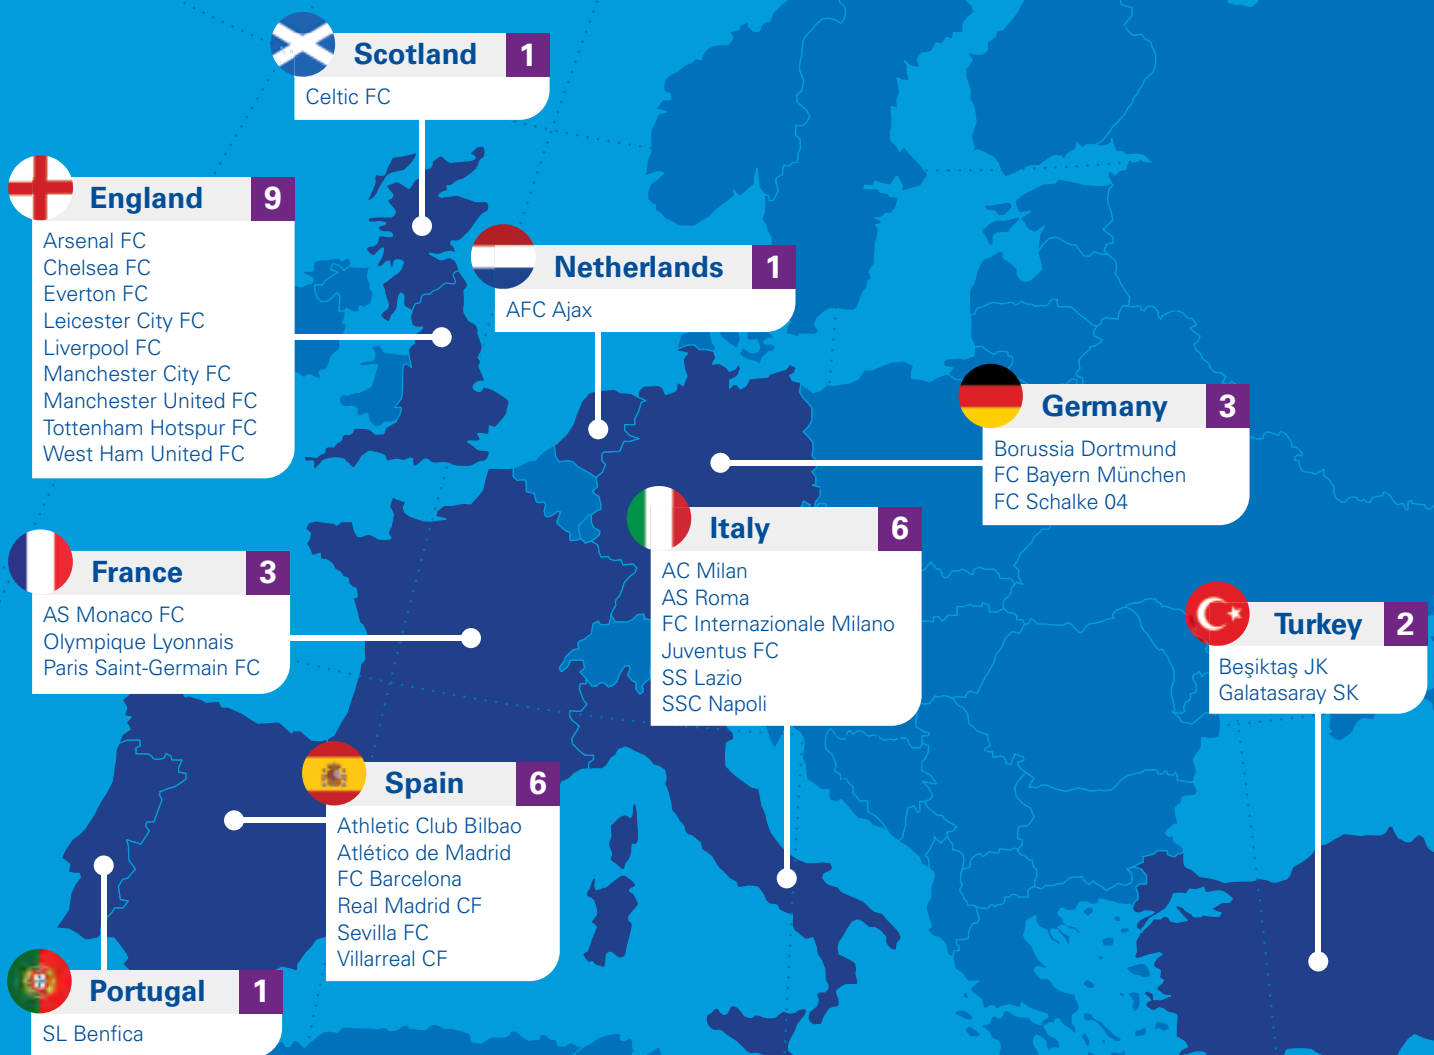 Scotland 1
Celtic FC
England 9
Arsenal FC
Chelsea FC
Everton FC
Leicester City FC
Liverpool FC
Manchester City FC
Manchester United FC
Tottenham Hotspur FC
West Ham United FC
Netherlands 1
AFC Ajax
Germany 3
Borussia Dortmund
FC Bayern München
FC Schalke 04
Italy 6
AC Milan
AS Roma
FC Internazionale Milano
Juventus FC
SS Lazio
SSC Napoli
France 3
AS Monaco FC
Olympique Lyonnais
Paris Saint-Germain FC
Turkey 2
Beşiktaş JK
Galatasaray SK
Spain 6
Athletic Club Bilbao
Atlético de Madrid
FC Barcelona
Real Madrid CF
Sevilla FC
Villarreal CF
Portugal 1
SL Benfica